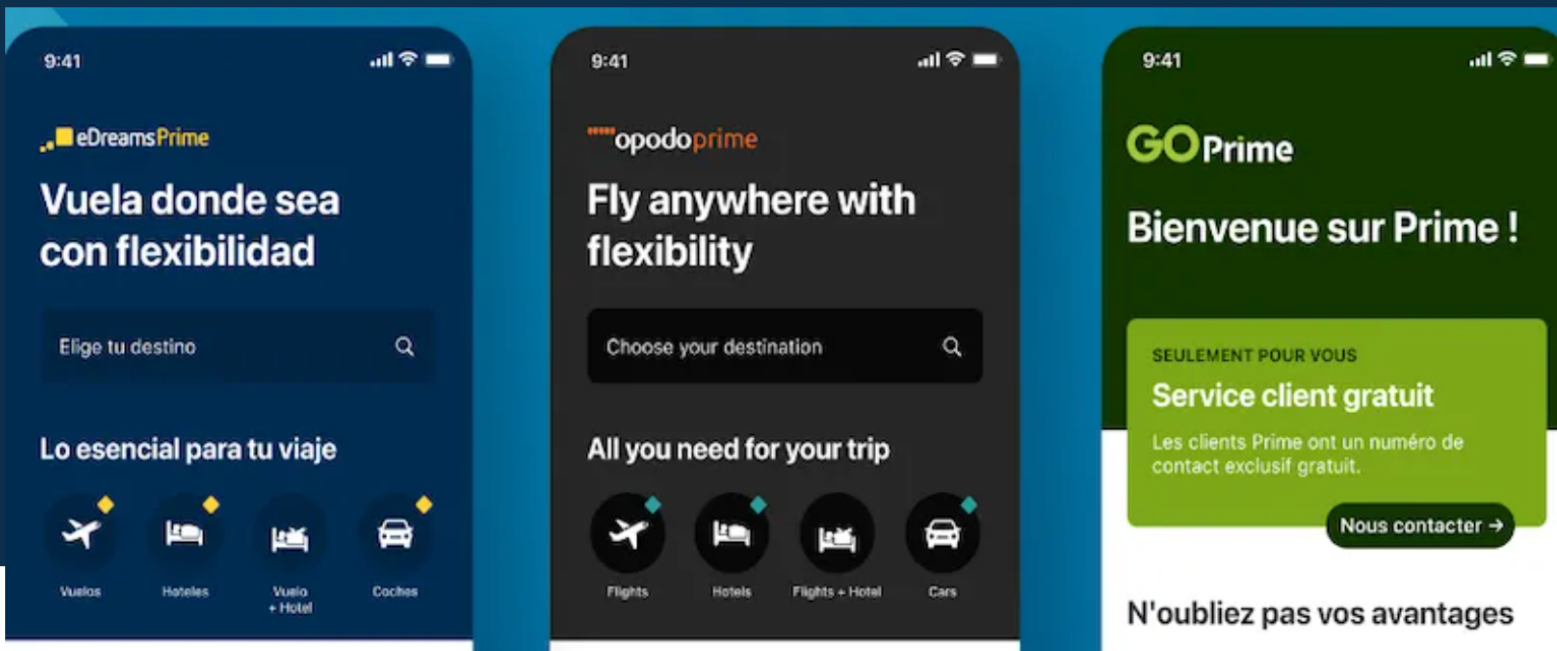 9:41
eDreamsPrime
Vuela donde sea
con flexibilidad
Elige tu destino
Lo esencial para tu viaje
Vuelos
Hoteles
Vuelo
+ Hotel
Coches
9:41
opodoprime
Fly anywhere with
flexibility
Choose your destination
All you need for your trip
Flights
Hotels
Flights + Hotel
Cars
9:41
GO Prime
Bienvenue sur Prime !
SEULEMENT POUR VOUS
Service client gratuit
Les clients Prime ont un numéro de
contact exclusif gratuit.
Nous contacter →
N'oubliez pas vos avantages